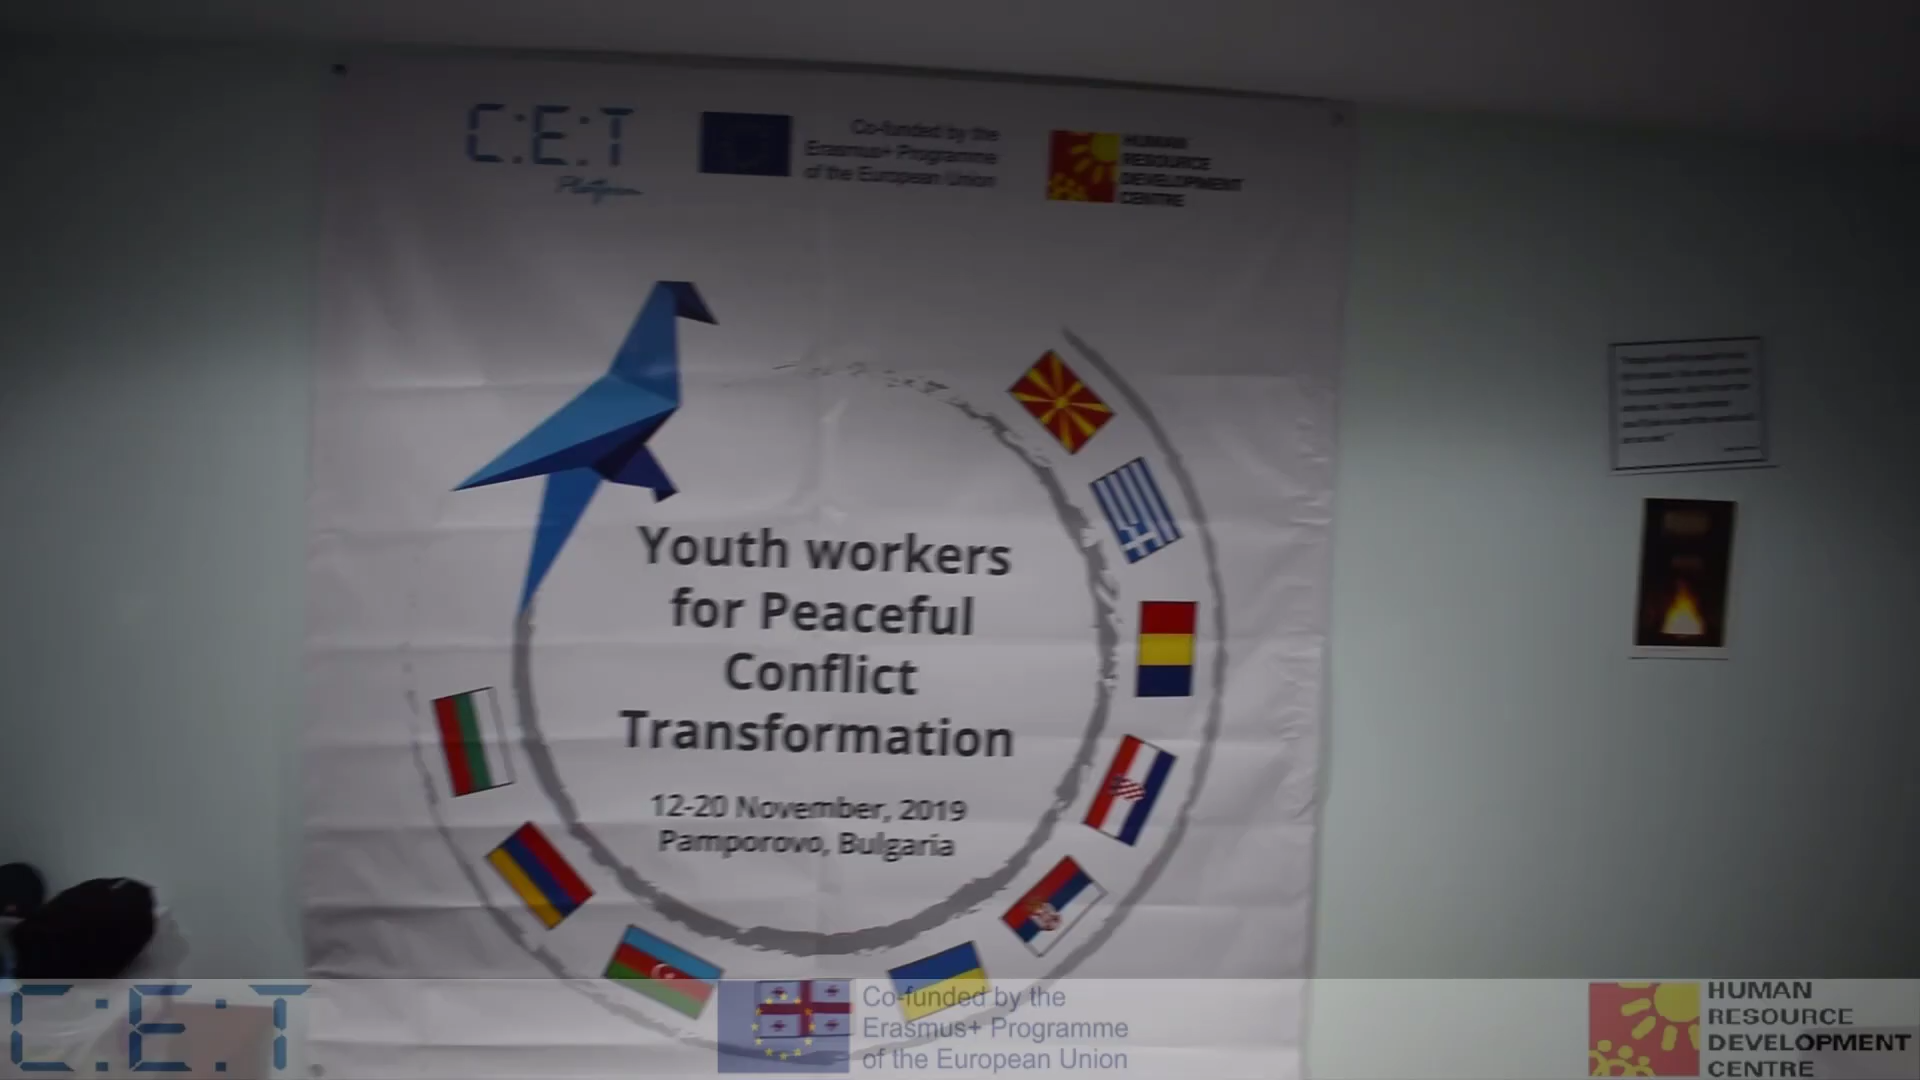 C:E:T
Platform
Co-funded by the
Erasmus+ Programme
of the European Union
HUMAN
RESOURCE
DEVELOPMENT
CENTRE
Youth workers
for Peaceful
Conflict
Transformation
12-20 November, 2019
Pamporovo, Bulgaria
C:E:T
Co-funded by the
Erasmus+ Programme
of the European Union
HUMAN
RESOURCE
DEVELOPMENT
CENTRE